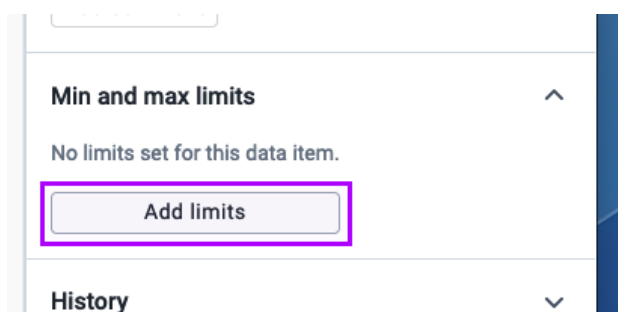 Min and max limits
No limits set for this data item.
Add limits
History